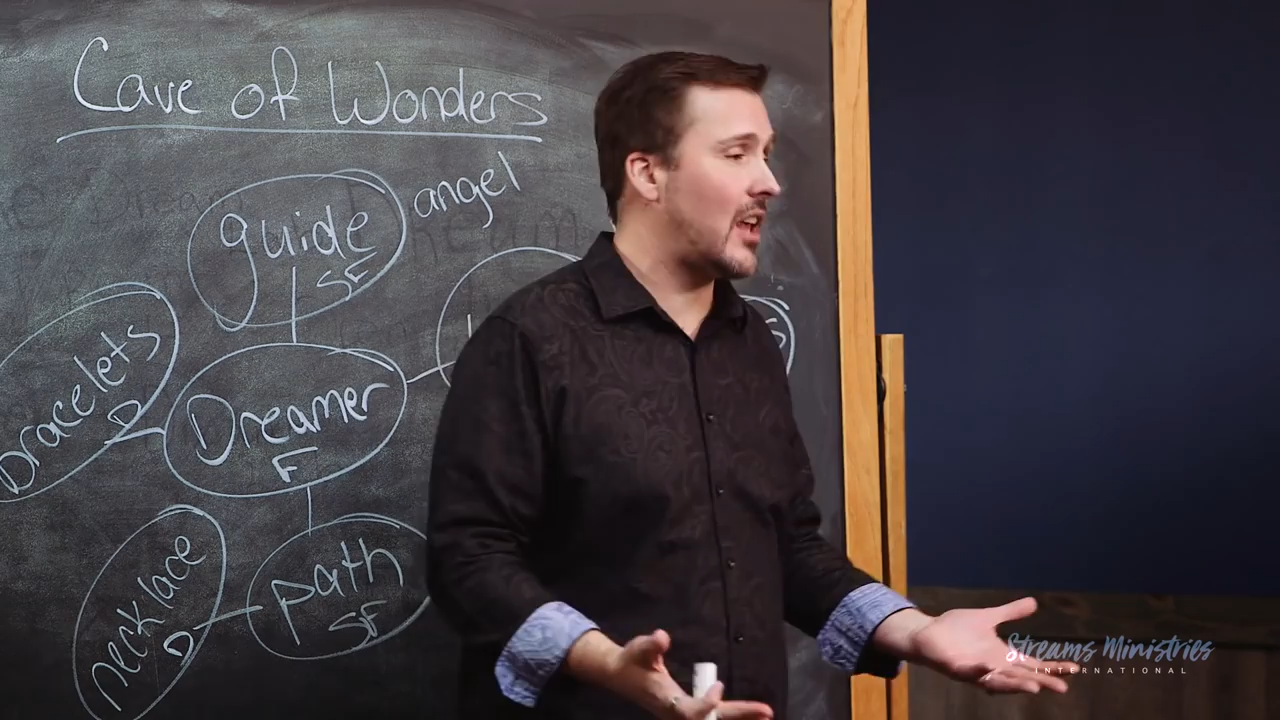 Cave of Wonders
guide
SF
angel
bracelets
D
Dreamer
F
necklace
D
path
SF
Streams Ministries
INTERNATIONAL